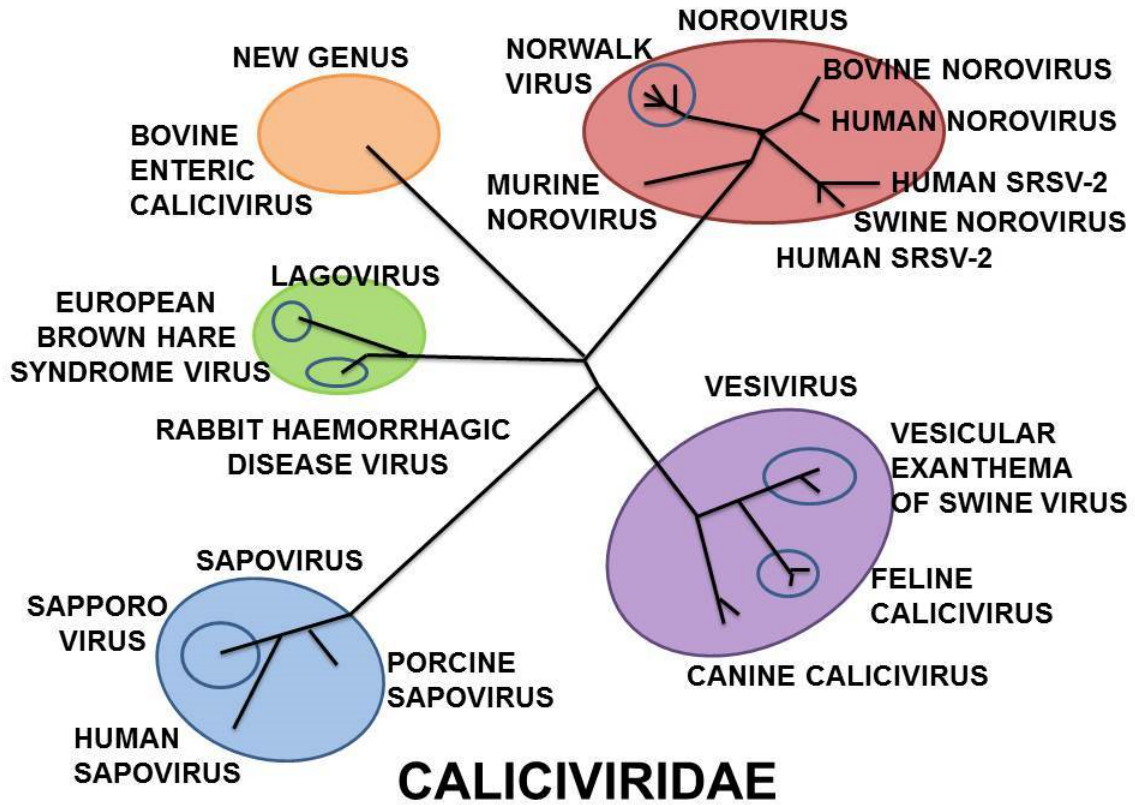 NOROVIRUS
NEW GENUS
NORWALK
VIRUS
BOVINE NOROVIRUS
HUMAN NOROVIRUS
BOVINE
ENTERIC
CALICIVIRUS
MURINE
NOROVIRUS
HUMAN SRSV-2
SWINE NOROVIRUS
HUMAN SRSV-2
LAGOVIRUS
EUROPEAN
BROWN HARE
SYNDROME VIRUS
RABBIT HAEMORRHAGIC
DISEASE VIRUS
VESIVIRUS
VESICULAR
EXANTHEMA
OF SWINE VIRUS
FELINE
CALICIVIRUS
CANINE CALICIVIRUS
SAPOVIRUS
SAPPORO
VIRUS
PORCINE
SAPOVIRUS
HUMAN
SAPOVIRUS
CALICIVIRIDAE